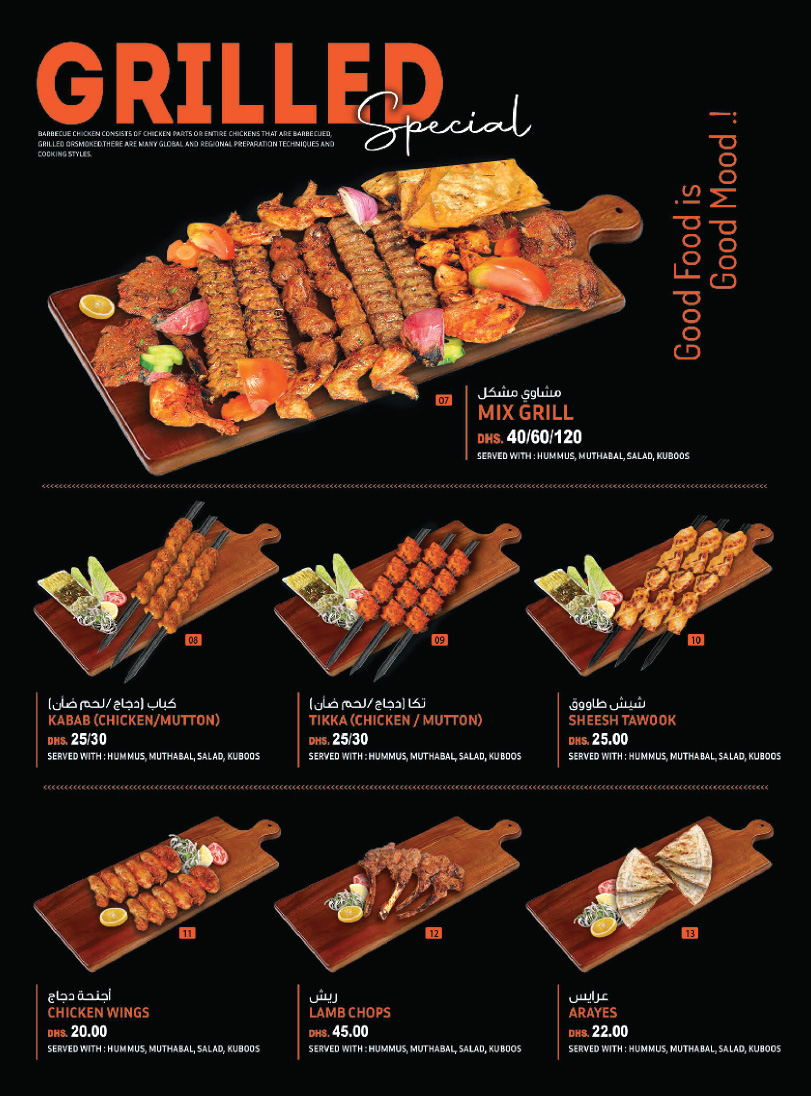 GRILLED
Special
BARBECUE CHICKEN CONSISTS OF CHICKEN PARTS OR ENTIRE CHICKENS THAT ARE BARBECUED,
GRILLED ORSMOKED.THERE ARE MANY GLOBAL AND REGIONAL PREPARATION TECHNIQUES AND
COOKING STYLES.
Good Food is
Good Mood .!
07
مشاوي مشكل
MIX GRILL
DHS. 40/60/120
SERVED WITH : HUMMUS, MUTHABAL, SALAD, KUBOOS
08
كباب (دجاج /لحم ضأن)
KABAB (CHICKEN/MUTTON)
DHS. 25/30
SERVED WITH : HUMMUS, MUTHABAL, SALAD, KUBOOS
09
تكا (دجاج /لحم ضأن)
TIKKA (CHICKEN / MUTTON)
DHS. 25/30
SERVED WITH : HUMMUS, MUTHABAL, SALAD, KUBOOS
10
شيش طاووق
SHEESH TAWOOK
DHS. 25.00
SERVED WITH : HUMMUS, MUTHABAL, SALAD, KUBOOS
11
أجنحة دجاج
CHICKEN WINGS
DHS. 20.00
SERVED WITH : HUMMUS, MUTHABAL, SALAD, KUBOOS
12
ريش
LAMB CHOPS
DHS. 45.00
SERVED WITH : HUMMUS, MUTHABAL, SALAD, KUBOOS
13
عرايس
ARAYES
DHS. 22.00
SERVED WITH : HUMMUS, MUTHABAL, SALAD, KUBOOS